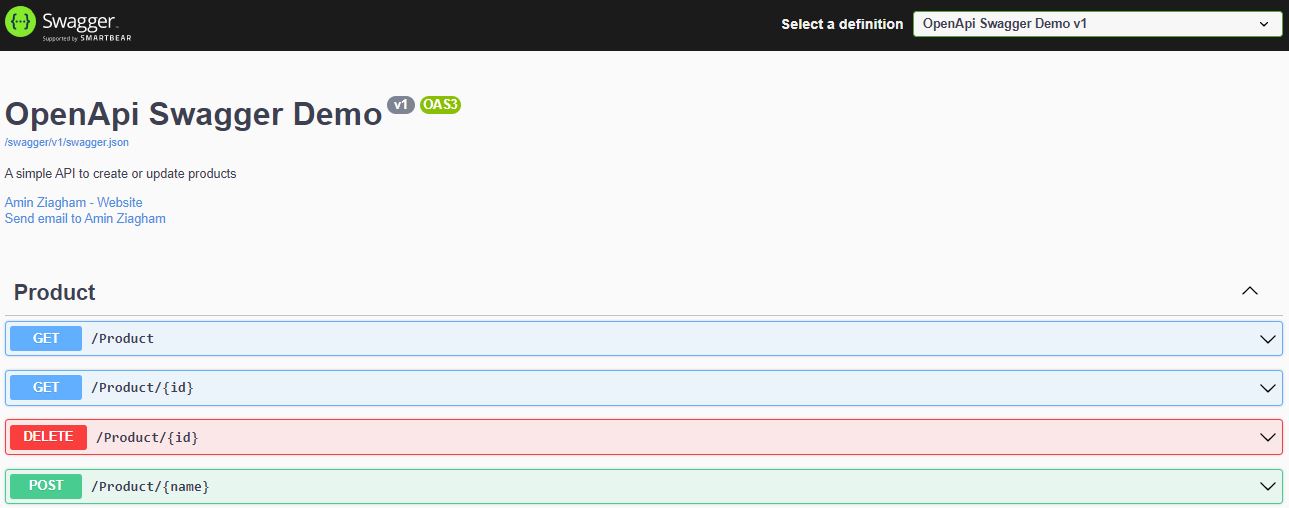 Swagger
Supported by SMARTBEAR
Select a definition
OpenApi Swagger Demo v1
OpenApi Swagger Demo v1 OAS3
/swagger/v1/swagger.json
A simple API to create or update products
Amin Ziagham - Website
Send email to Amin Ziagham
Product
GET /Product
GET /Product/{id}
DELETE /Product/{id}
POST /Product/{name}